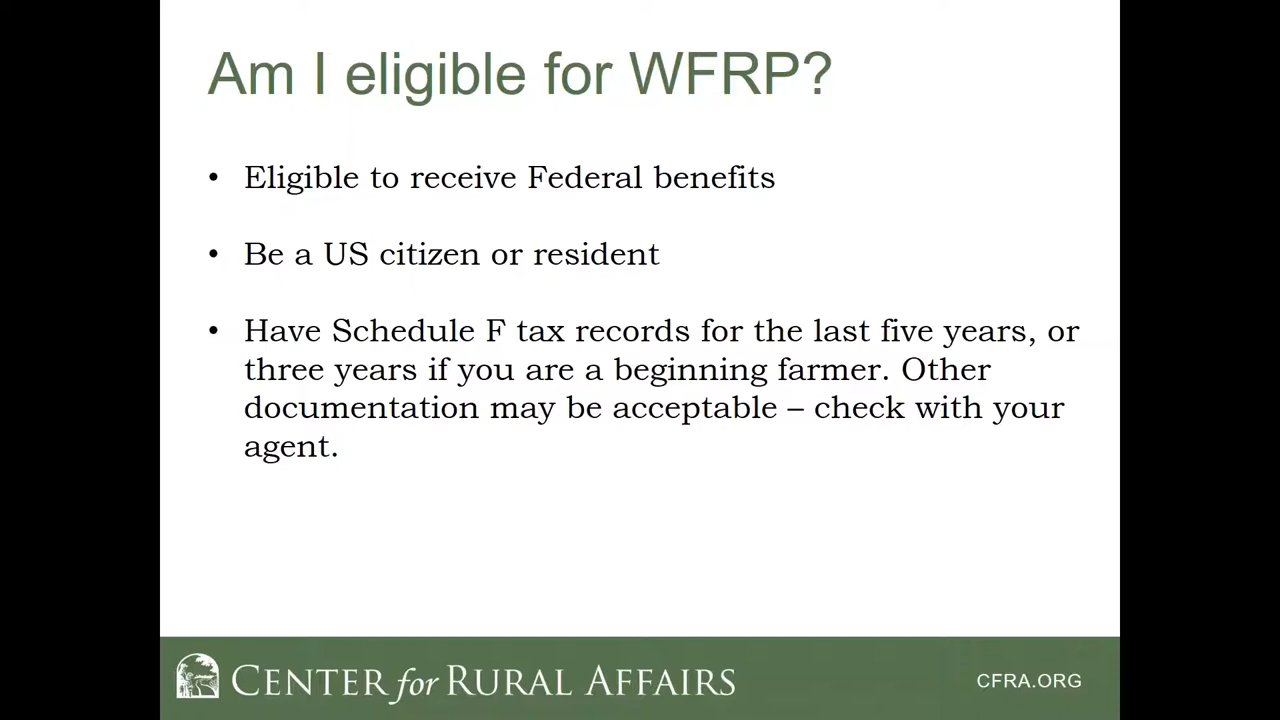 Am I eligible for WFRP?
• Eligible to receive Federal benefits
• Be a US citizen or resident
• Have Schedule F tax records for the last five years, or
three years if you are a beginning farmer. Other
documentation may be acceptable – check with your
agent.
CENTER for RURAL AFFAIRS
CFRA.ORG